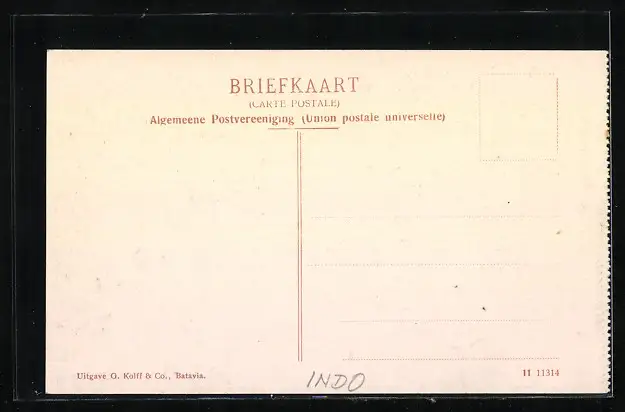 BRIEFKAART
(CARTE POSTALE)
Algemeene Postvereeniging (Union postale universelle)
Uitgave G. Kolff & Co., Batavia.
INDO
11 11314